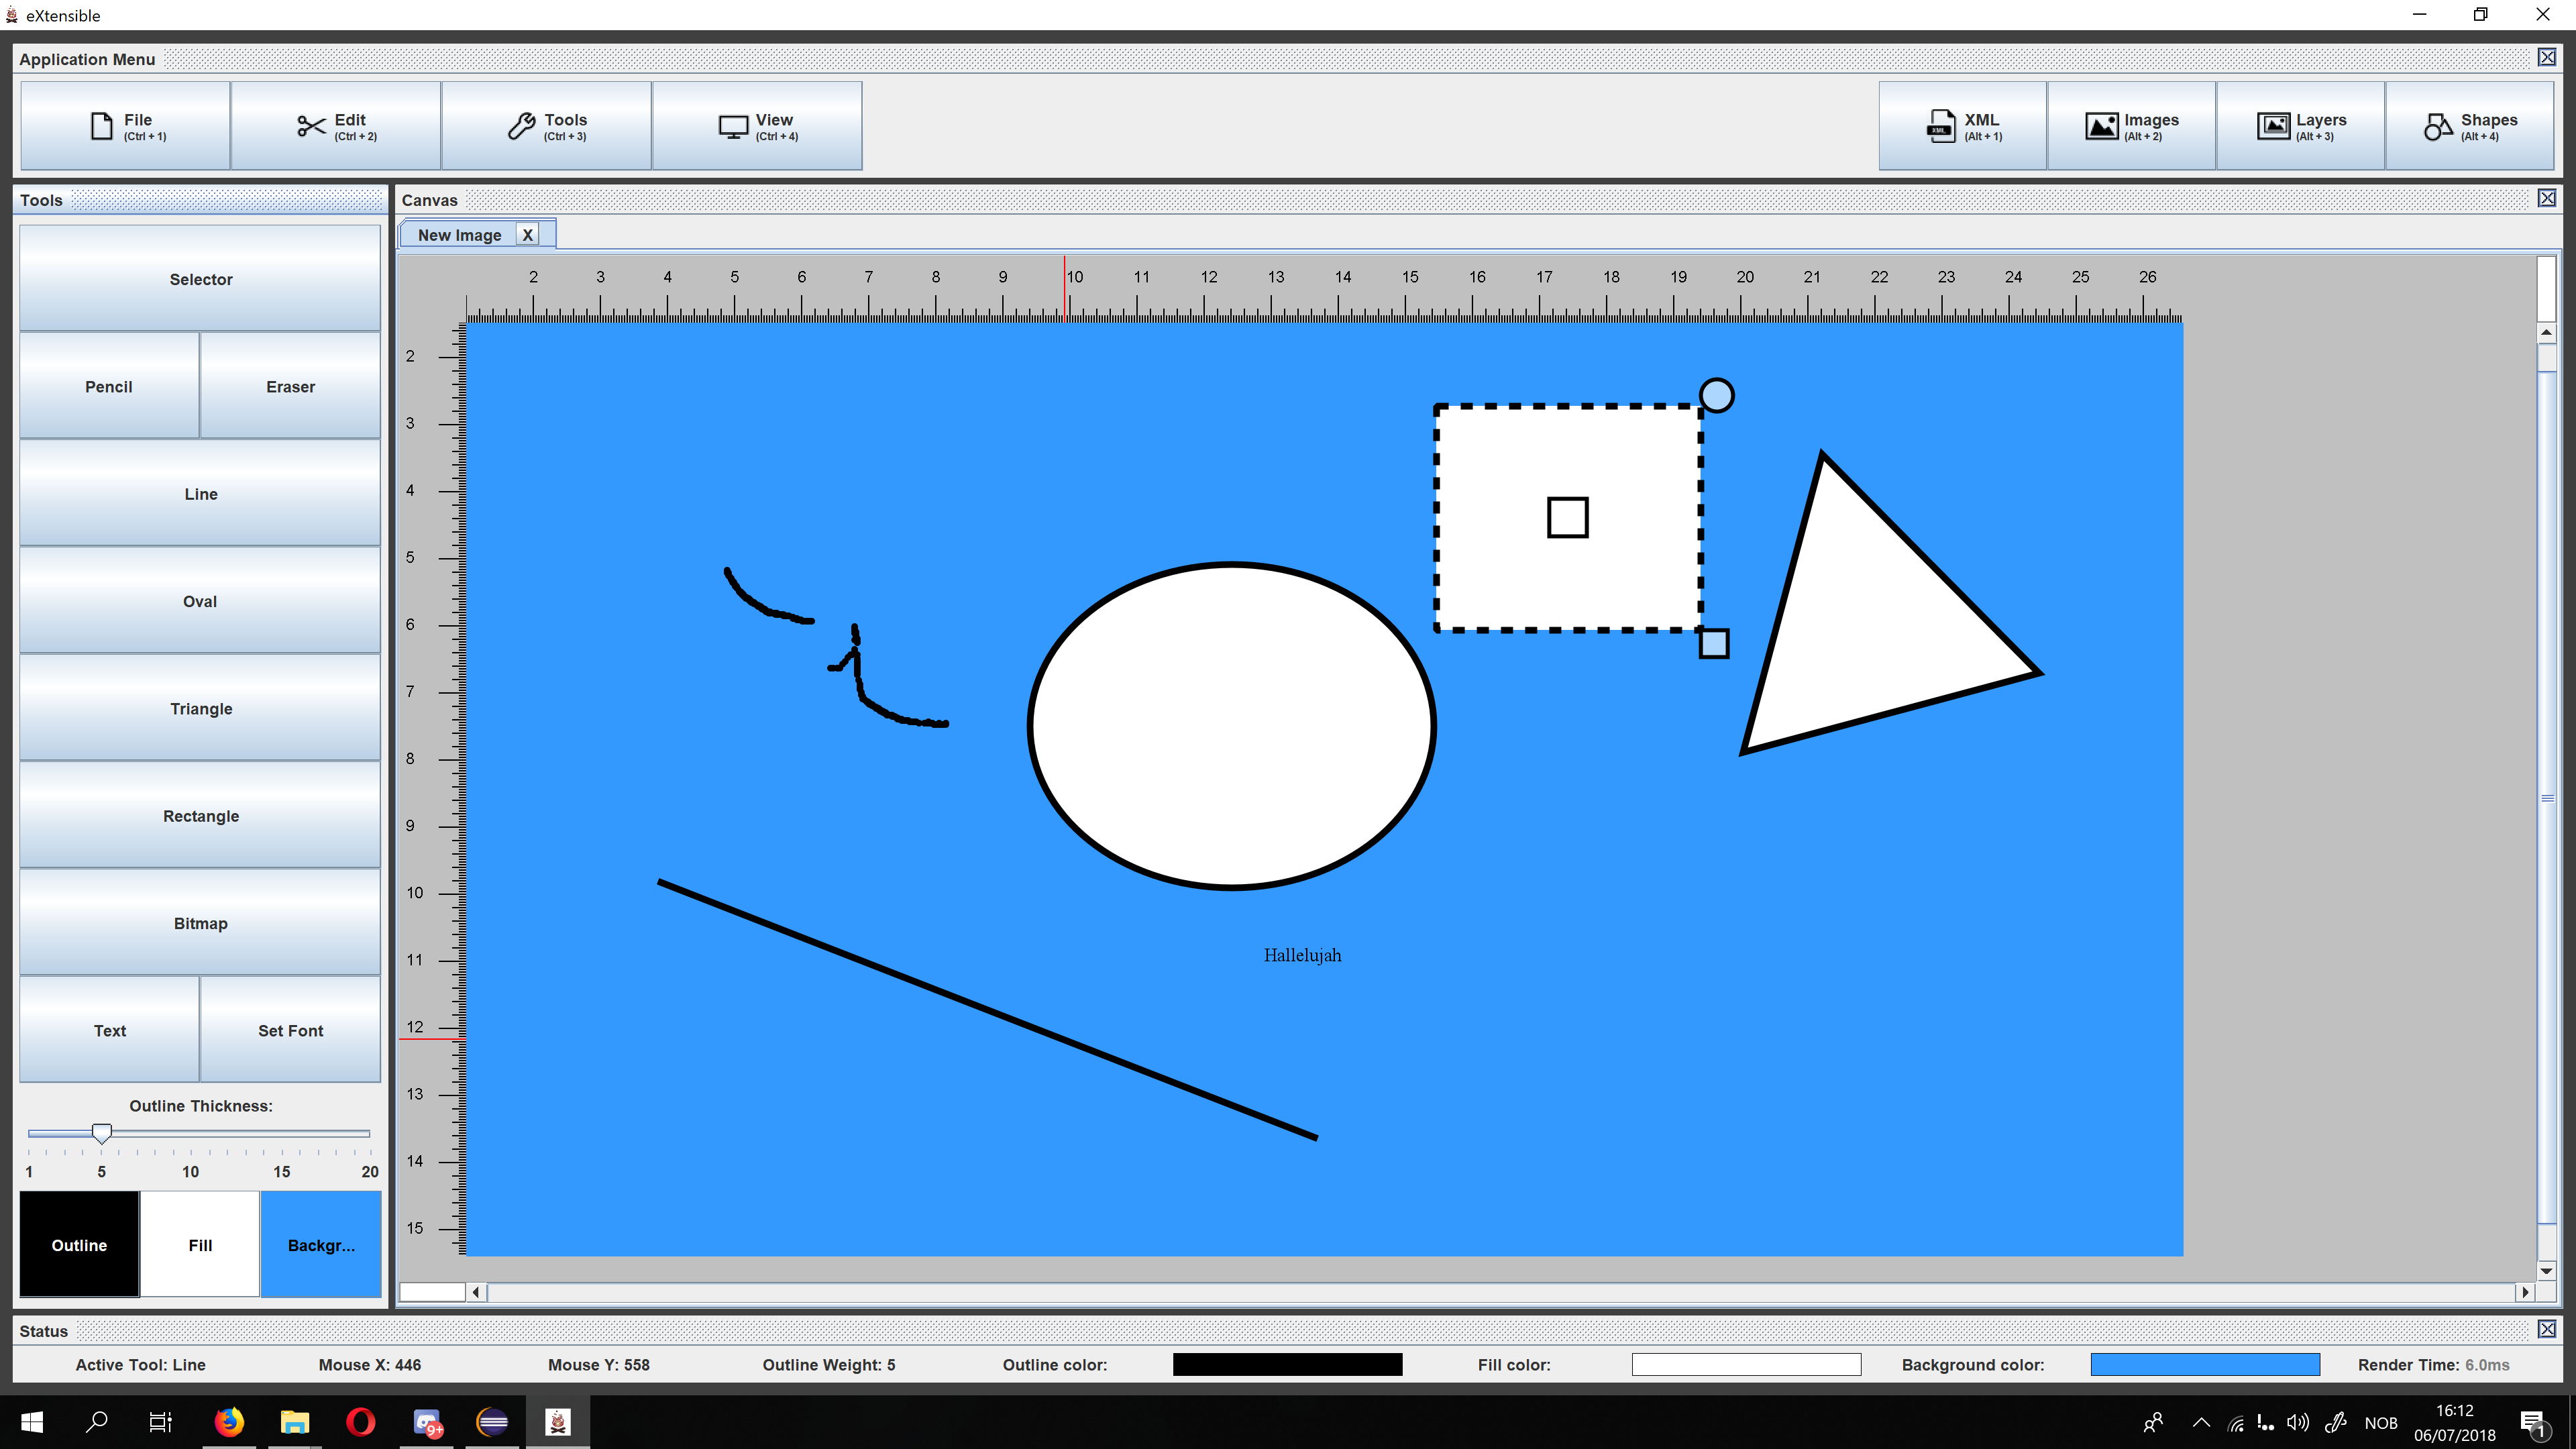 eXtensible
Application Menu
File
(Ctrl + 1)
Edit
(Ctrl + 2)
Tools
(Ctrl + 3)
View
(Ctrl + 4)
XML
XML
(Alt + 1)
Images
(Alt + 2)
Layers
(Alt + 3)
Shapes
(Alt + 4)
Tools
Selector
Pencil
Eraser
Line
Oval
Triangle
Rectangle
Bitmap
Text
Set Font
Outline Thickness:
1 5 10 15 20
Outline
Fill
Backgr...
Canvas
New Image X
2 3 4 5 6 7 8 9 10 11 12 13 14 15 16 17 18 19 20 21 22 23 24 25 26
2
3
4
5
6
7
8
9
10
11
12
13
14
15
Hallelujah
Status
Active Tool: Line Mouse X: 446 Mouse Y: 558 Outline Weight: 5 Outline color: Fill color: Background color: Render Time: 6.0ms
9+
NOB
16:12
06/07/2018
1